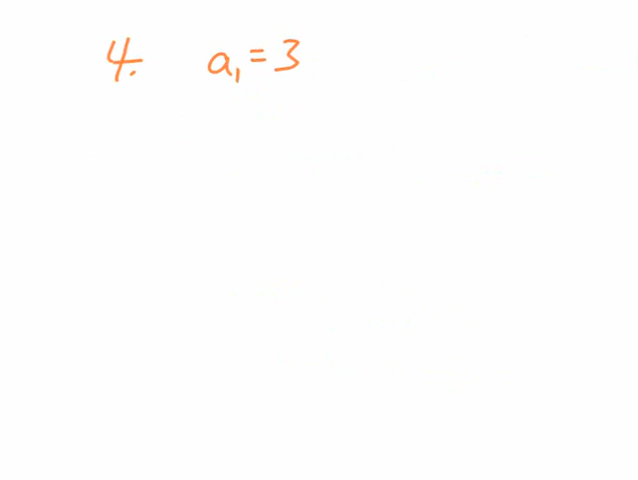 4. a₁ = 3